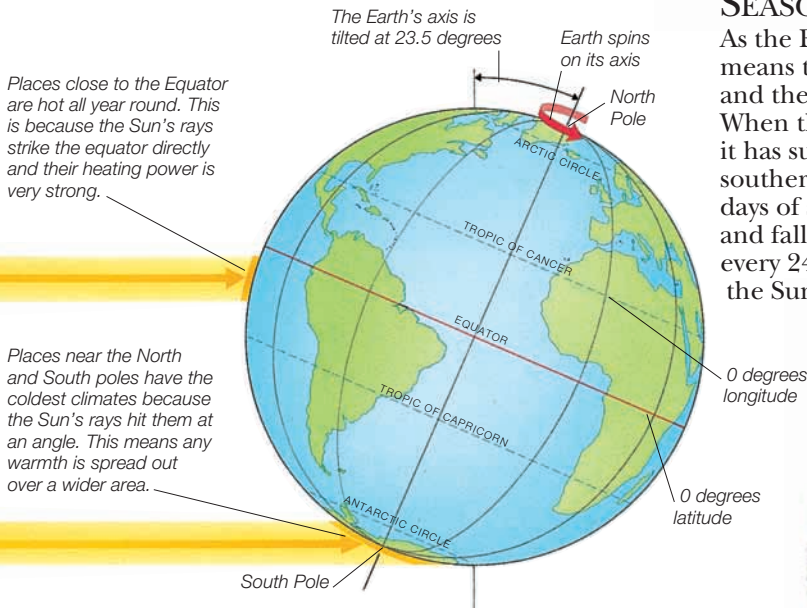 The Earth's axis is
tilted at 23.5 degrees
Earth spins
on its axis
North
Pole
Places close to the Equator
are hot all year round. This
is because the Sun's rays
strike the equator directly
and their heating power is
very strong.
ARCTIC CIRCLE
TROPIC OF CANCER
EQUATOR
TROPIC OF CAPRICORN
ANTARCTIC CIRCLE
Places near the North
and South poles have the
coldest climates because
the Sun's rays hit them at
an angle. This means any
warmth is spread out
over a wider area.
South Pole
0 degrees
longitude
0 degrees
latitude
As the
means
and the
When
it has
souther
days of
and fall
every
the Sun